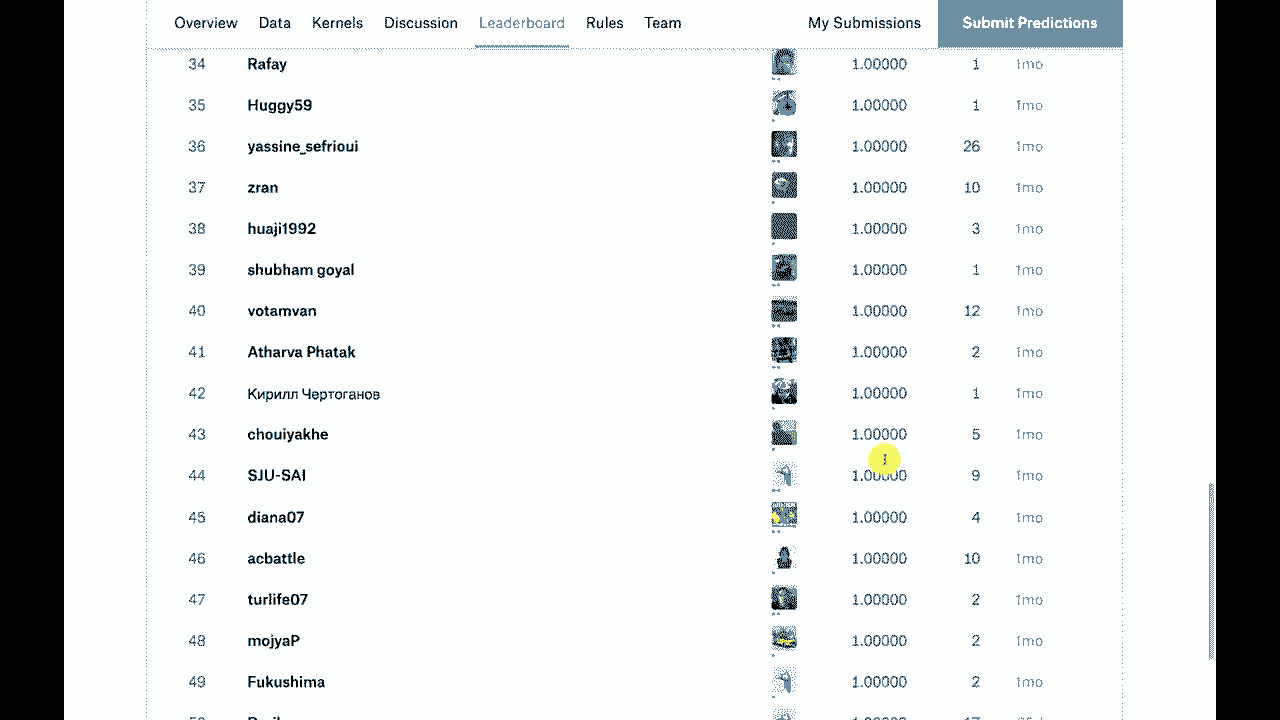 Overview Data Kernels Discussion Leaderboard Rules Team My Submissions Submit Predictions
34 Rafay 1.00000 1 1mo
35 Huggy59 1.00000 1 1mo
36 yassine_sefrioui 1.00000 26 1mo
37 zran 1.00000 10 1mo
38 huaji1992 1.00000 3 1mo
39 shubham goyal 1.00000 1 1mo
40 votamvan 1.00000 12 1mo
41 Atharva Phatak 1.00000 2 1mo
42 Кирилл Чертоганов 1.00000 1 1mo
43 chouiyakhe 1.00000 5 1mo
44 SJU-SAI 1.00000 9 1mo
45 diana07 1.00000 4 1mo
46 acbattle 1.00000 10 1mo
47 turlife07 1.00000 2 1mo
48 mojyaP 1.00000 2 1mo
49 Fukushima 1.00000 2 1mo